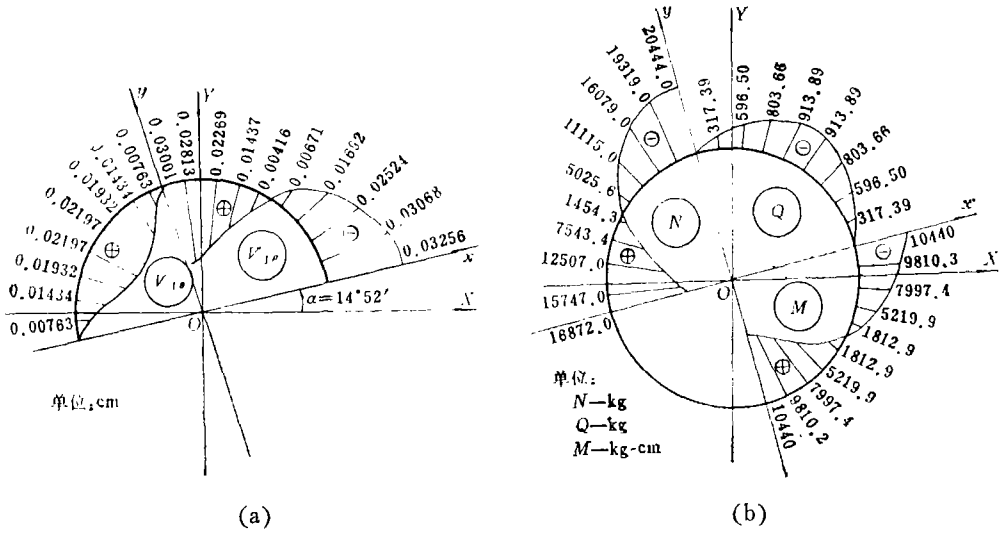 y
Y
0.00763
0.01434
0.01932
0.02197
0.02197
0.01932
0.01434
0.00763
0.03001
0.02813
0.02269
0.01437
0.00416
0.00671
0.01652
0.02524
0.03068
0.03256
x
X
α=14°52′
O
单位:cm
(a)
y
Y
20444.0
19319.0
16079.0
11115.0
5025.6
1454.3
7543.4
12507.0
15747.0
16872.0
317.39
596.50
803.66
913.89
913.89
803.66
596.50
317.39
x
X
10440
9810.3
7997.4
5219.9
1812.9
1812.9
5219.9
7997.4
9810.2
10440
N
Q
M
O
单位:
N—kg
Q—kg
M—kg-cm
(b)